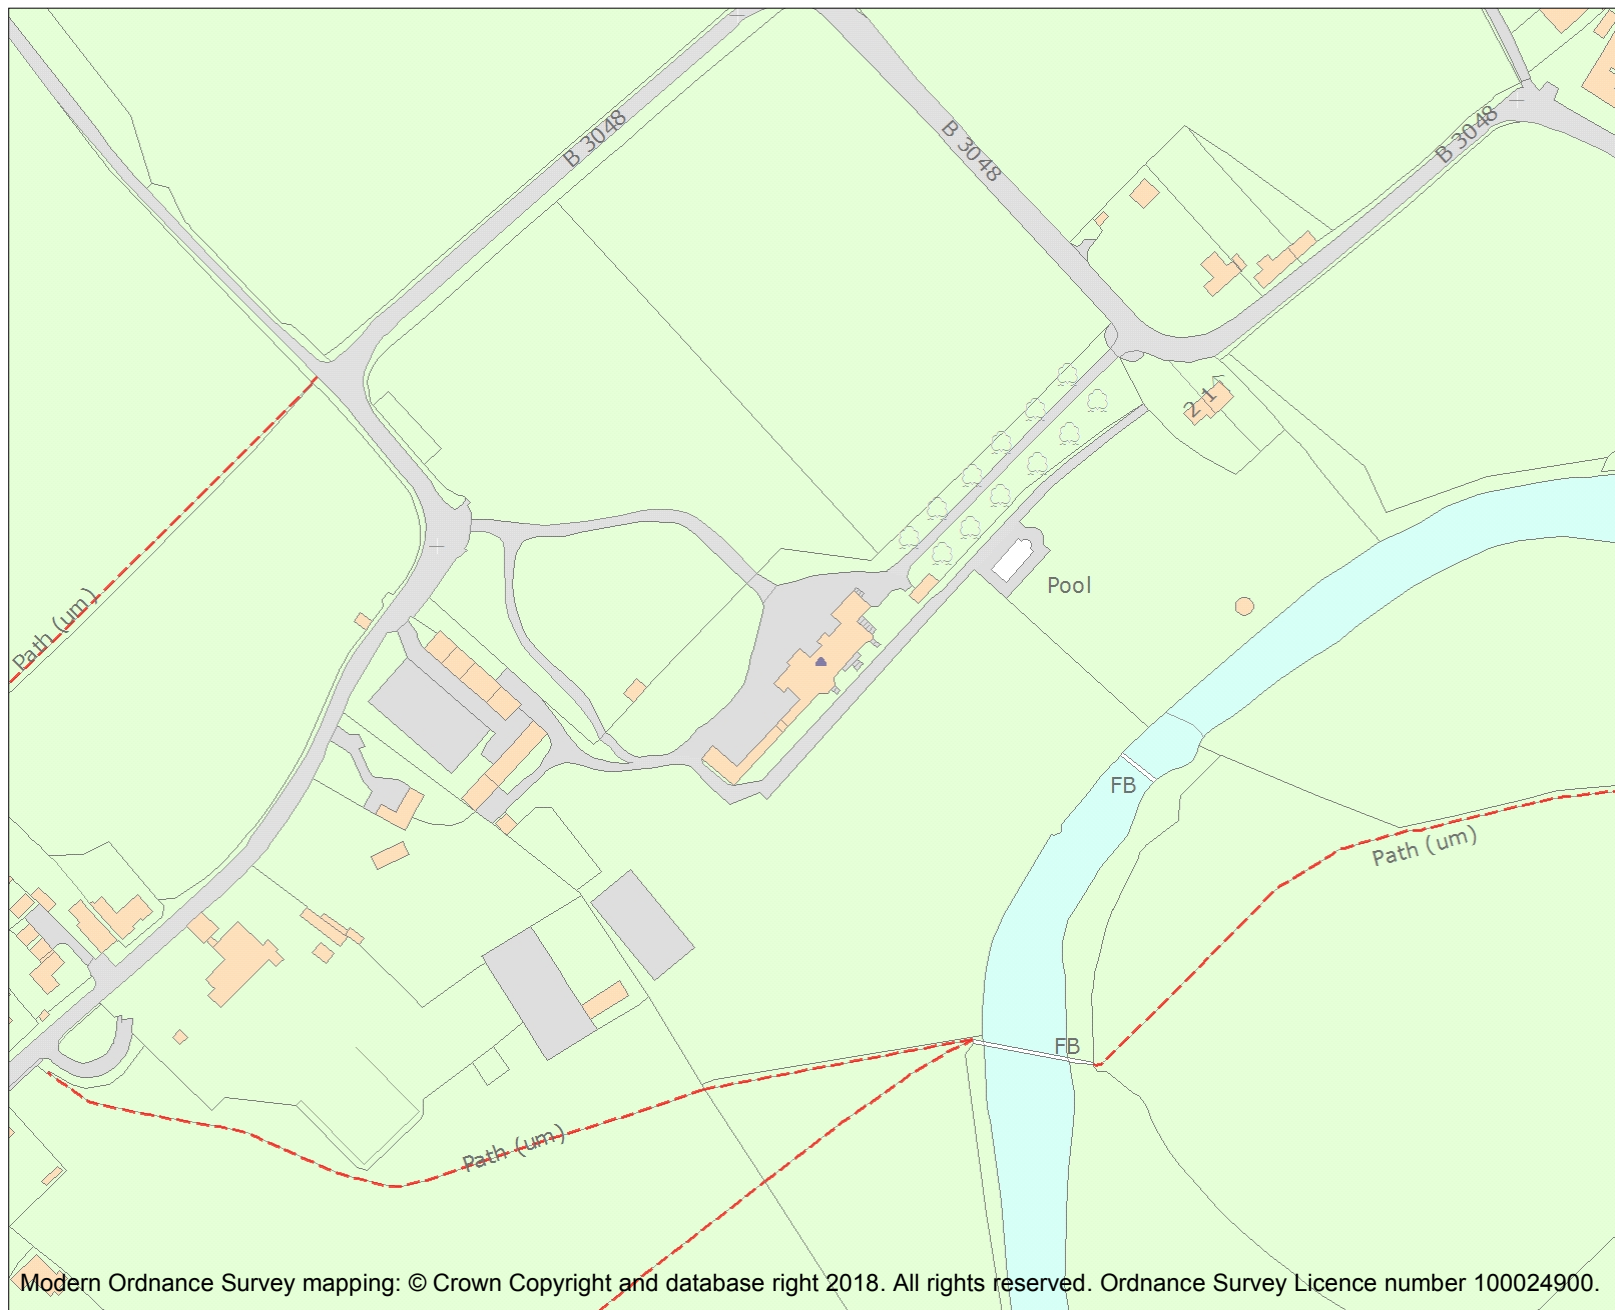 B 3048
B 3048
B 3048
2 1
Pool
Path (um)
FB
Path (um)
FB
Path (um)
Modern Ordnance Survey mapping: © Crown Copyright and database right 2018. All rights reserved. Ordnance Survey Licence number 100024900.